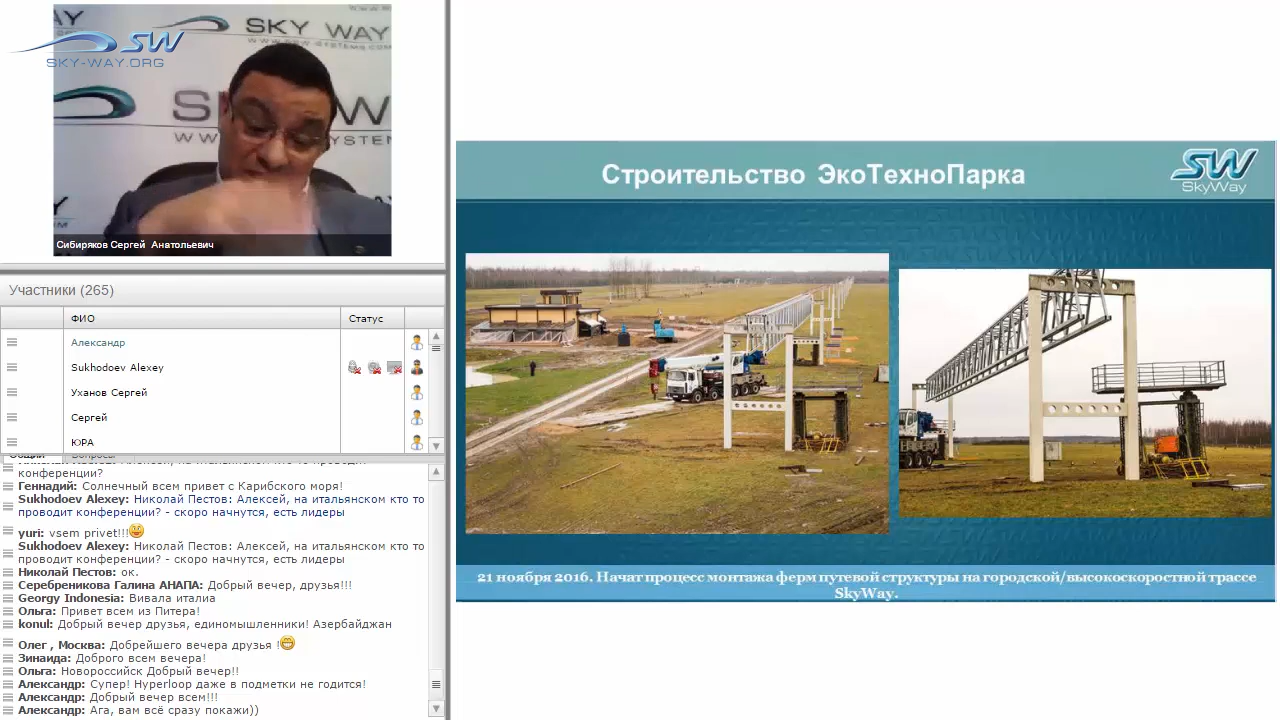 SKY WAY
SW
SKY-WAY.ORG
Сибиряков Сергей Анатольевич
Участники (265)
ФИО
Статус
Александр
Sukhodoev Alexey
Уханов Сергей
Сергей
ЮРА
конференции?
Геннадий: Солнечный всем привет с Карибского моря!
Sukhodoev Alexey: Николай Пестов: Алексей, на итальянском кто то
проводит конференции? - скоро начнутся, есть лидеры
yuri: vsem privet!!!
Sukhodoev Alexey: Николай Пестов: Алексей, на итальянском кто то
проводит конференции? - скоро начнутся, есть лидеры
Николай Пестов: ок.
Серебреникова Галина АНАПА: Добрый вечер, друзья!!!
Georgy Indonesia: Вивала италиа
Ольга: Привет всем из Питера!
konul: Добрый вечер друзья, единомышленники! Азербайджан
Олег , Москва: Добрейшего вечера друзья !
Зинаида: Доброго всем вечера!
Ольга: Новороссийск Добрый вечер!!
Александр: Супер! Hyperloop даже в подметки не годится!
Александр: Добрый вечер всем!!!
Александр: Ага, вам всё сразу покажи))
Строительство ЭкоТехноПарка
SW
SkyWay
21 ноября 2016. Начат процесс монтажа ферм путевой структуры на городской/высокоскоростной трассе
SkyWay.